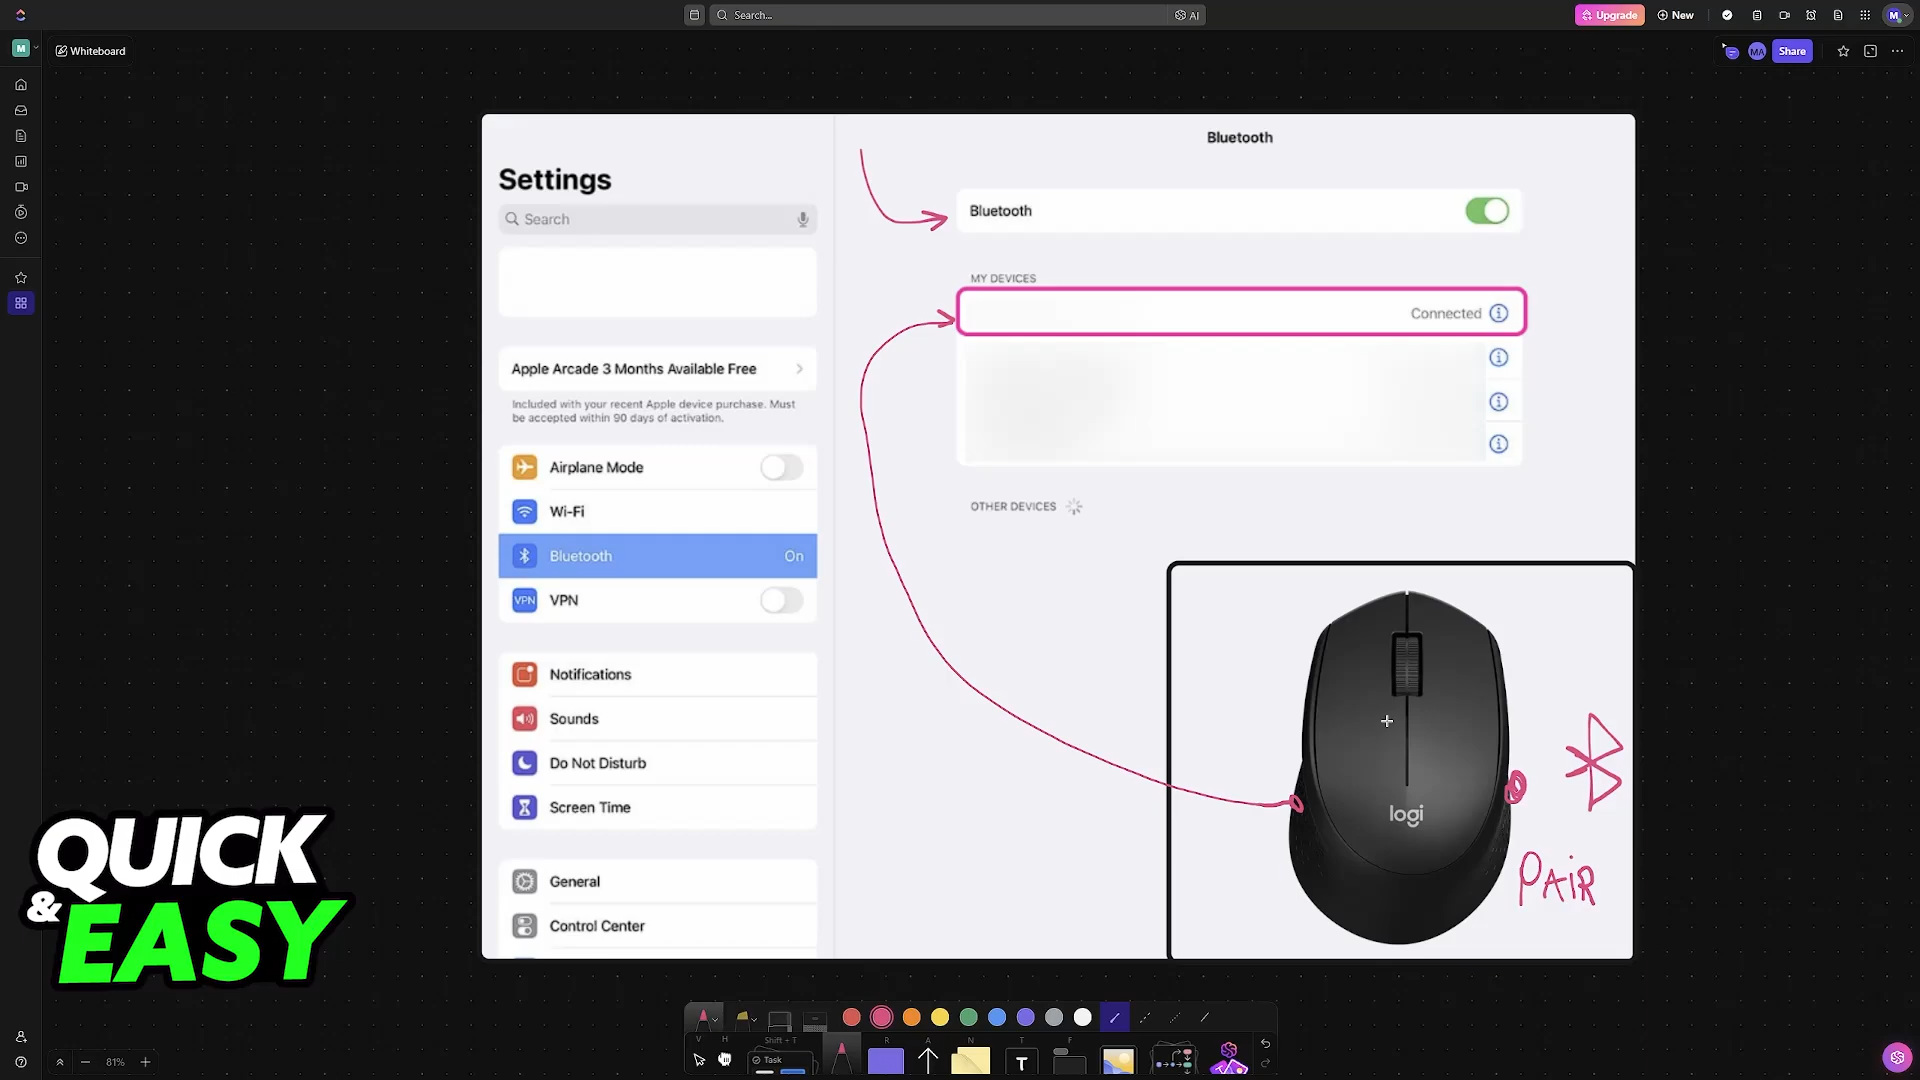 Search...
AI
Upgrade
New
M
M
Whiteboard
MA
Share
Bluetooth
Settings
Search
Bluetooth
MY DEVICES
Connected
Apple Arcade 3 Months Available Free
Included with your recent Apple device purchase. Must
be accepted within 90 days of activation.
Airplane Mode
Wi-Fi
OTHER DEVICES
Bluetooth
On
VPN
VPN
Notifications
Sounds
Do Not Disturb
Screen Time
logi
PAiR
General
Control Center
QUICK
& EASY
V
H
Shift + T
R
A
N
T
F
Task
T
81%